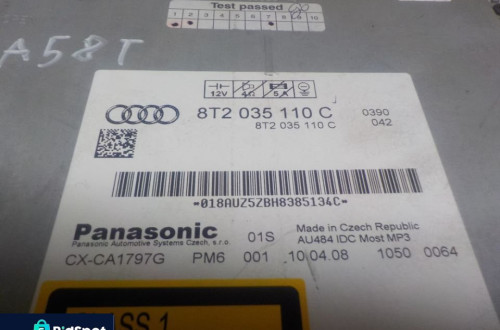 Test passed
1 2 3 4 5 6 7 8 9 10
A58T
12V 4Ω 5A
8T2 035 110 C 0390
8T2 035 110 C 042
-018AUZ5ZBH8385134C-
Panasonic 01S Made in Czech Republic
Panasonic Automotive Systems Czech, s.r.o. AU484 IDC Most MP3
CX-CA1797G PM6 001 10.04.08 1050 0064
SS 1
BidSpot